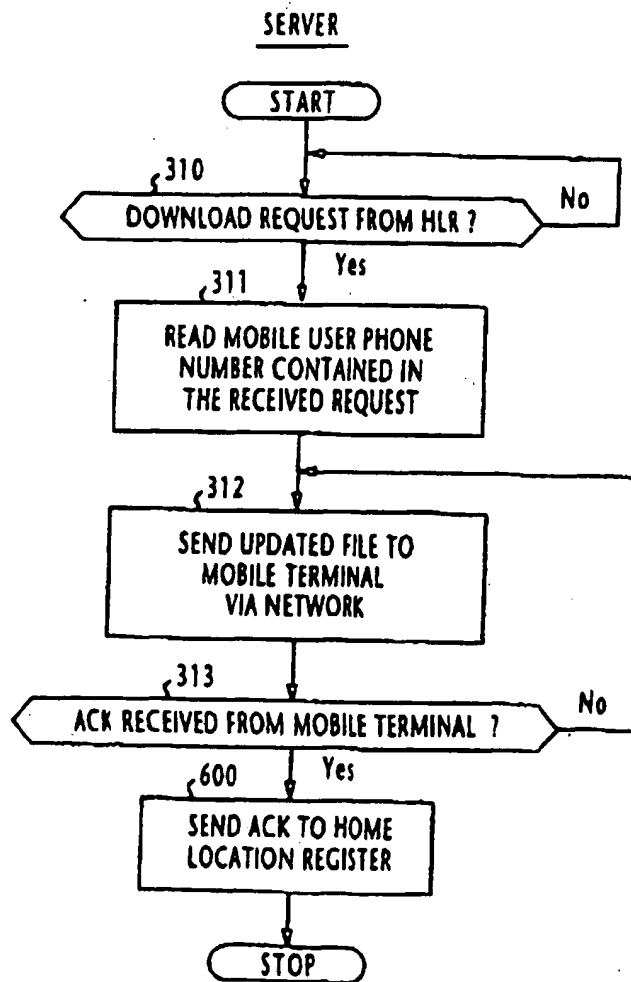 SERVER
START
310
DOWNLOAD REQUEST FROM HLR ?
No
Yes
311
READ MOBILE USER PHONE
NUMBER CONTAINED IN
THE RECEIVED REQUEST
312
SEND UPDATED FILE TO
MOBILE TERMINAL
VIA NETWORK
313
ACK RECEIVED FROM MOBILE TERMINAL ?
No
Yes
600
SEND ACK TO HOME
LOCATION REGISTER
STOP